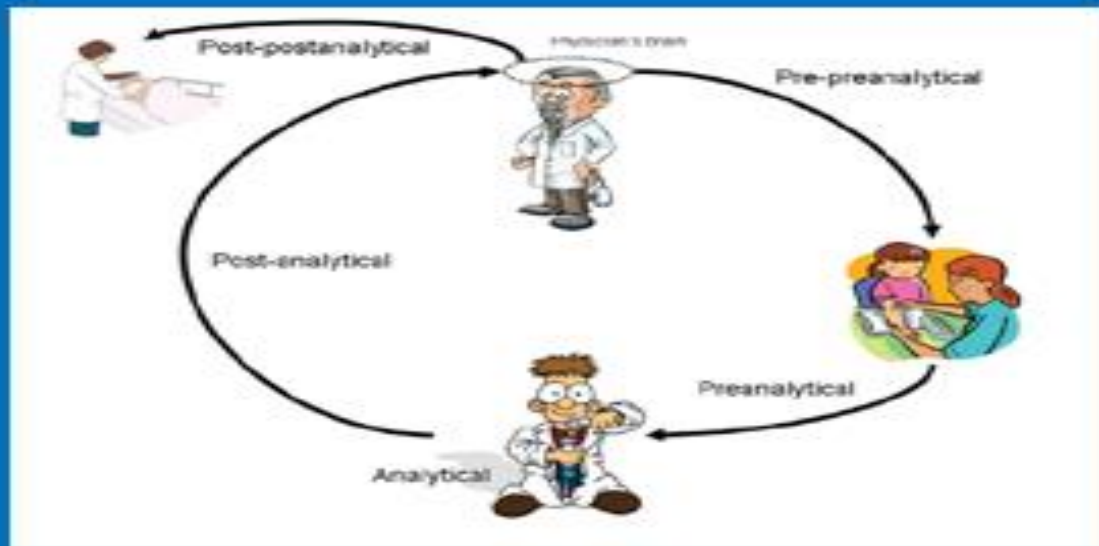 Physician's Brain
Post-postanalytical
Pre-preanalytical
Post-analytical
Preanalytical
Analytical